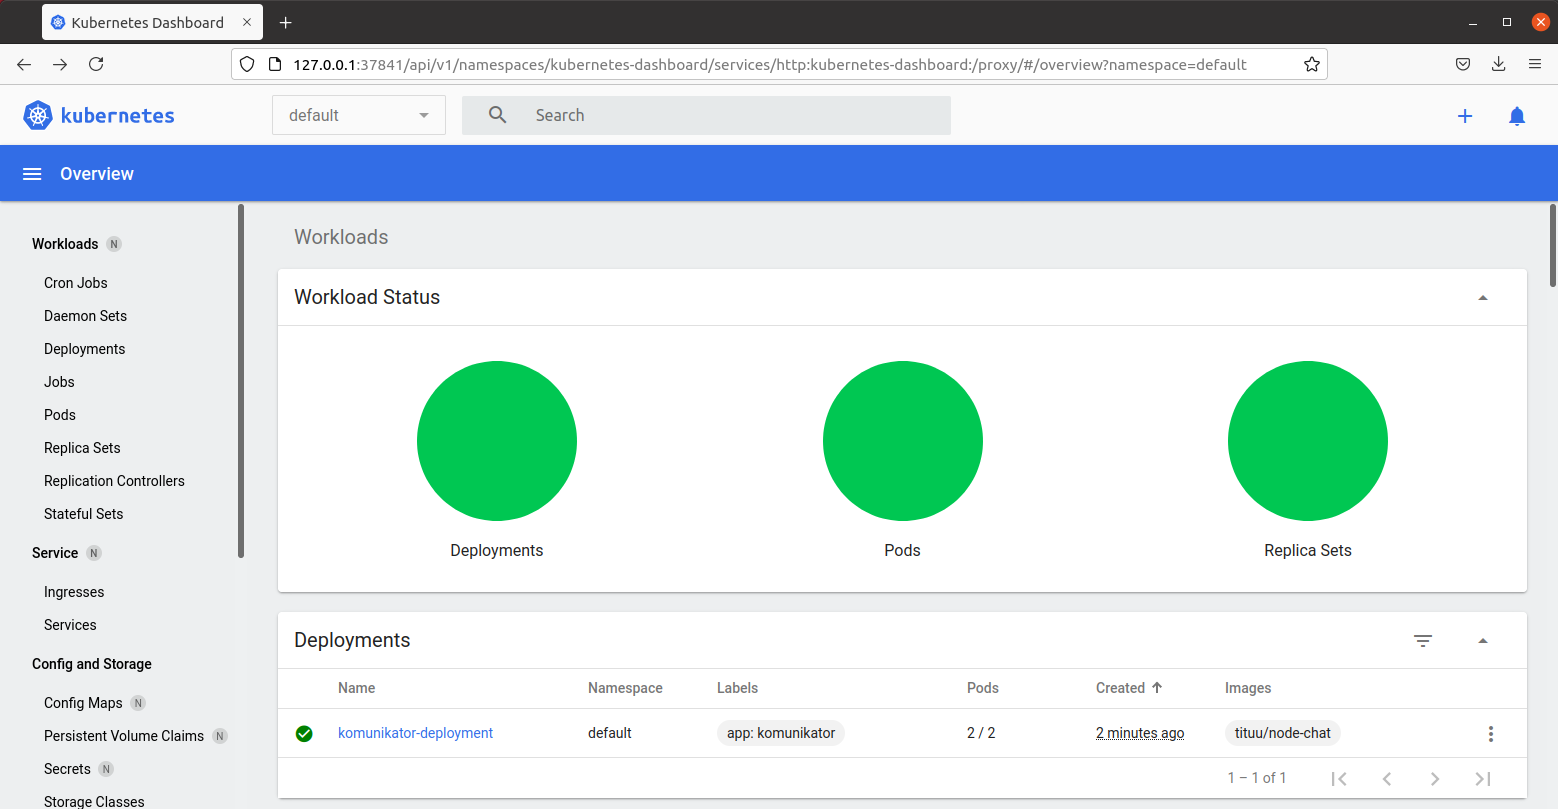 Kubernetes Dashboard
127.0.0.1:37841/api/v1/namespaces/kubernetes-dashboard/services/http:kubernetes-dashboard:/proxy/#/overview?namespace=default
kubernetes
default
Search
Overview
Workloads N
Cron Jobs
Daemon Sets
Deployments
Jobs
Pods
Replica Sets
Replication Controllers
Stateful Sets
Service N
Ingresses
Services
Config and Storage
Config Maps N
Persistent Volume Claims N
Secrets N
Storage Classes
Workloads
Workload Status
Deployments Pods Replica Sets
Deployments
Name Namespace Labels Pods Created Images
komunikator-deployment default app: komunikator 2 / 2 2 minutes ago tituu/node-chat
1 – 1 of 1